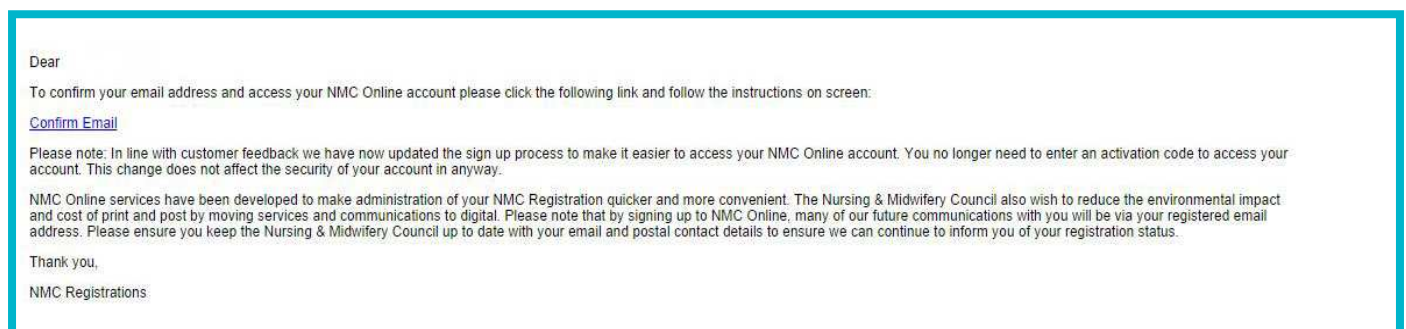 Dear
To confirm your email address and access your NMC Online account please click the following link and follow the instructions on screen:
Confirm Email
Please note: In line with customer feedback we have now updated the sign up process to make it easier to access your NMC Online account. You no longer need to enter an activation code to access your
account. This change does not affect the security of your account in anyway.
NMC Online services have been developed to make administration of your NMC Registration quicker and more convenient. The Nursing & Midwifery Council also wish to reduce the environmental impact
and cost of print and post by moving services and communications to digital. Please note that by signing up to NMC Online, many of our future communications with you will be via your registered email
address. Please ensure you keep the Nursing & Midwifery Council up to date with your email and postal contact details to ensure we can continue to inform you of your registration status.
Thank you,
NMC Registrations